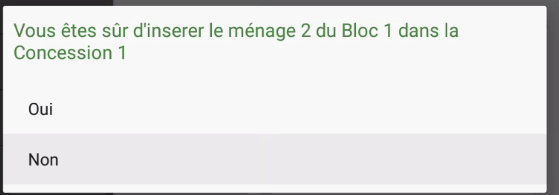 Vous êtes sûr d'inserer le ménage 2 du Bloc 1 dans la
Concession 1
Oui
Non